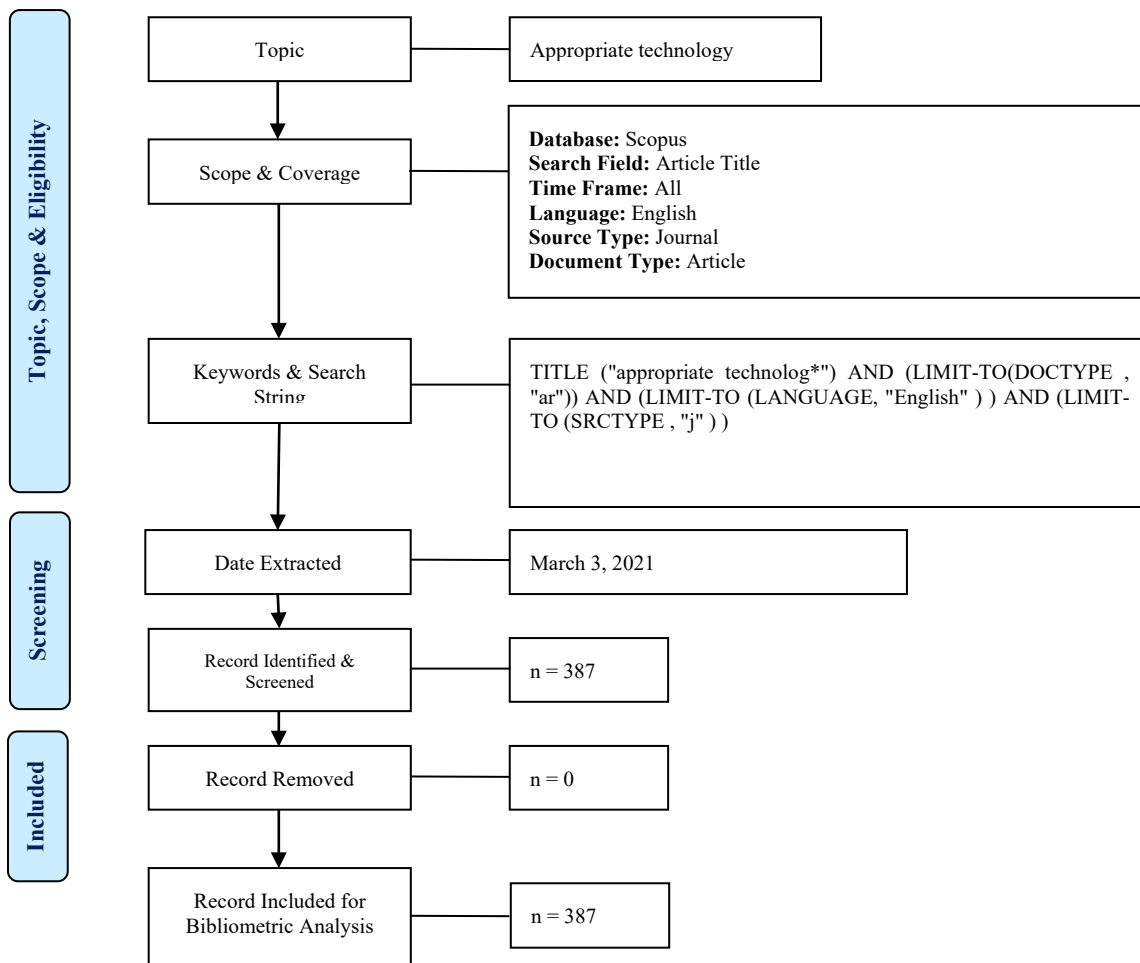 Topic, Scope & Eligibility
Topic
Appropriate technology
Scope & Coverage
Database: Scopus
Search Field: Article Title
Time Frame: All
Language: English
Source Type: Journal
Document Type: Article
Keywords & Search
String
TITLE ("appropriate technolog*") AND (LIMIT-TO(DOCTYPE ,
"ar")) AND (LIMIT-TO (LANGUAGE, "English" ) ) AND (LIMIT-
TO (SRCTYPE , "j" ) )
Screening
Date Extracted
March 3, 2021
Record Identified &
Screened
n = 387
Included
Record Removed
n = 0
Record Included for
Bibliometric Analysis
n = 387